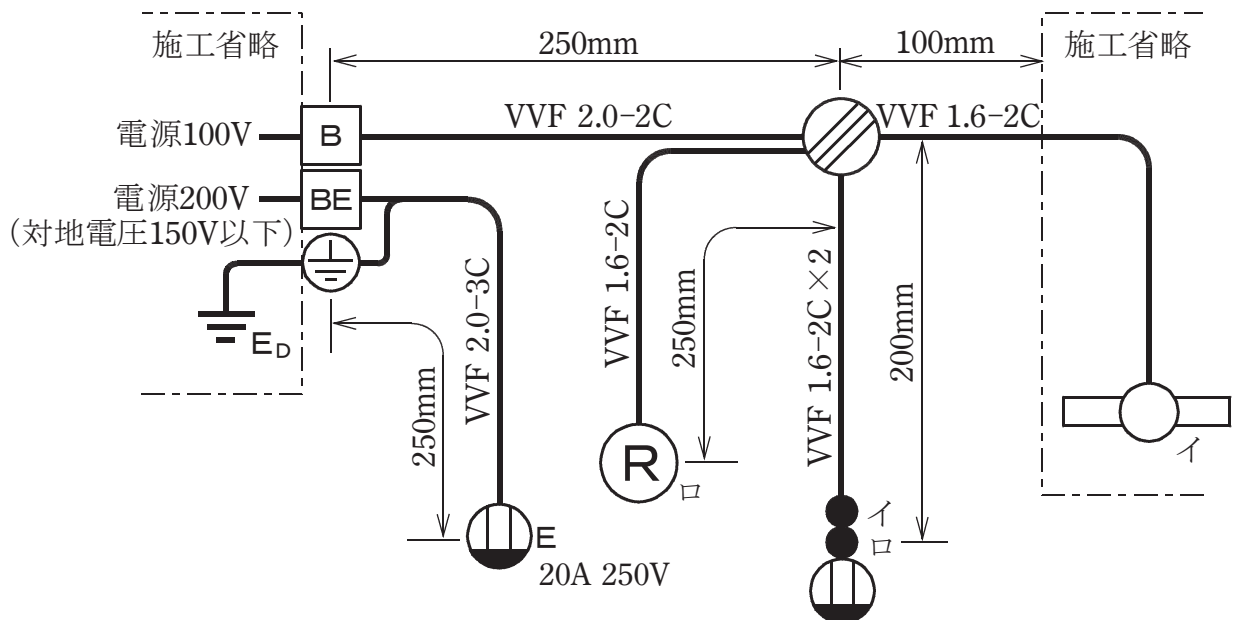 施工省略
250mm
100mm
施工省略
電源100V
B
VVF 2.0-2C
VVF 1.6-2C
電源200V
BE
(対地電圧150V以下)
ED
VVF 2.0-3C
250mm
VVF 1.6-2C
250mm
VVF 1.6-2C×2
200mm
R
ロ
イ
イ
ロ
E
20A 250V